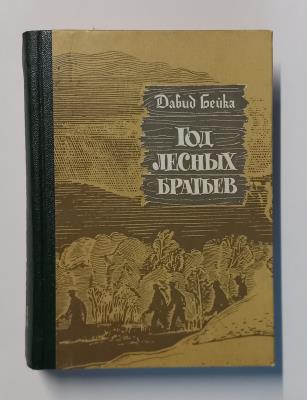 Давид Бейка
Год
лесных
братьев